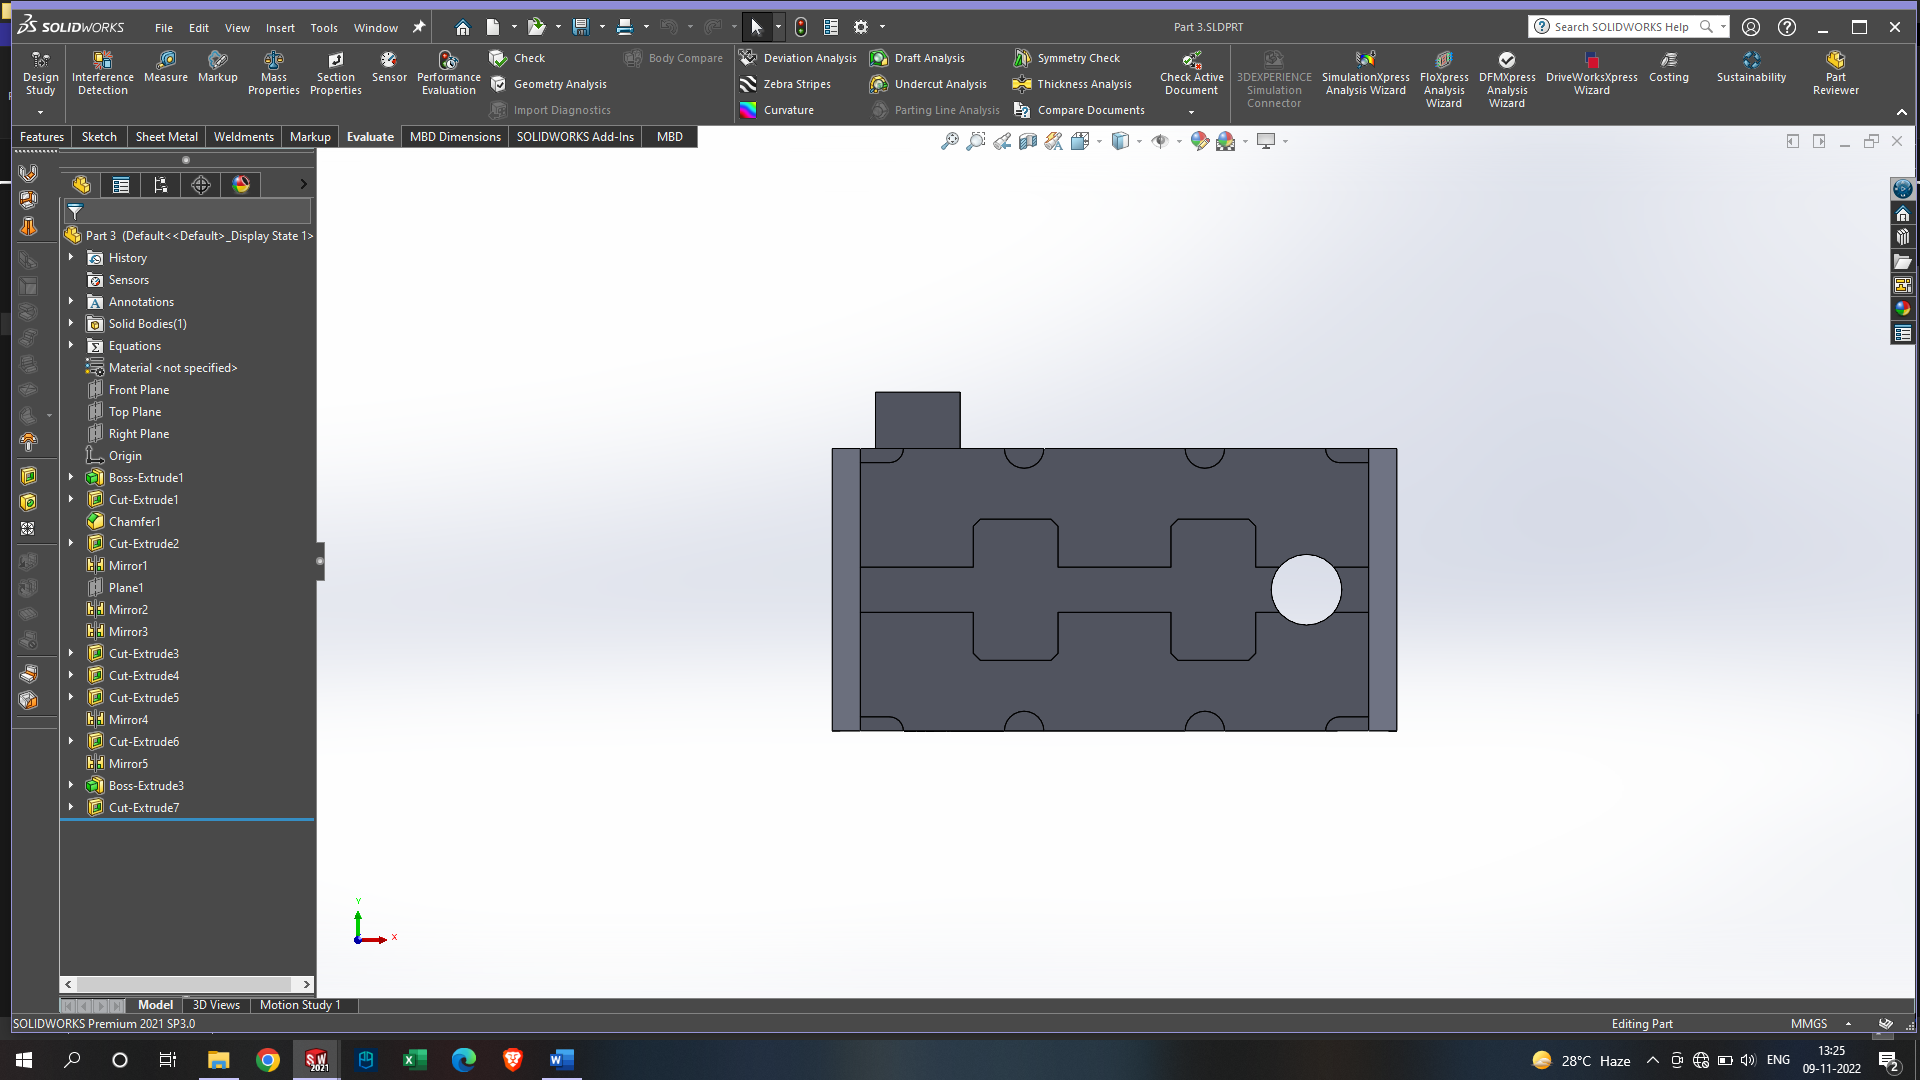 SOLIDWORKS File Edit View Insert Tools Window Part 3.SLDPRT Search SOLIDWORKS Help
Design Study
Interference Detection
Measure
Markup
Mass Properties
Section Properties
Sensor
Performance Evaluation
Check
Geometry Analysis
Import Diagnostics
Body Compare
Deviation Analysis
Zebra Stripes
Curvature
Draft Analysis
Undercut Analysis
Parting Line Analysis
Symmetry Check
Thickness Analysis
Compare Documents
Check Active Document
3DEXPERIENCE Simulation Connector
SimulationXpress Analysis Wizard
FloXpress Analysis Wizard
DFMXpress Analysis Wizard
DriveWorksXpress Wizard
Costing
Sustainability
Part Reviewer
Features Sketch Sheet Metal Weldments Markup Evaluate MBD Dimensions SOLIDWORKS Add-Ins MBD
Part 3 (Default<<Default>_Display State 1>
History
Sensors
Annotations
Solid Bodies(1)
Equations
Material <not specified>
Front Plane
Top Plane
Right Plane
Origin
Boss-Extrude1
Cut-Extrude1
Chamfer1
Cut-Extrude2
Mirror1
Plane1
Mirror2
Mirror3
Cut-Extrude3
Cut-Extrude4
Cut-Extrude5
Mirror4
Cut-Extrude6
Mirror5
Boss-Extrude3
Cut-Extrude7
Y
X
Model 3D Views Motion Study 1
SOLIDWORKS Premium 2021 SP3.0 Editing Part MMGS
28°C Haze ENG 13:25
09-11-2022
2
SW 2021